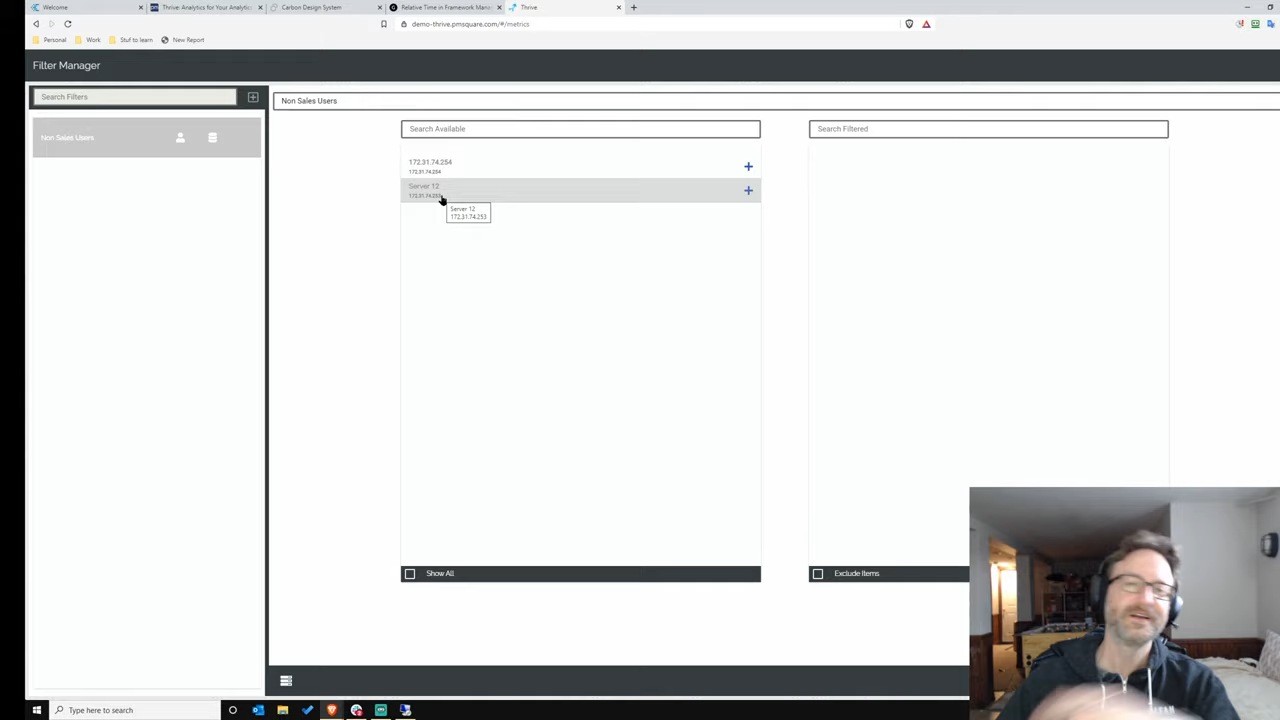 Welcome
Thrive: Analytics for Your Analytic
Carbon Design System
Relative Time in Framework Mana
Thrive
demo-thrive.pmsquare.com/#/metrics
Personal
Work
Stuf to learn
New Report
Filter Manager
Search Filters
Non Sales Users
Non Sales Users
Search Available
Search Filtered
172.31.74.254
172.31.74.254
Server 12
172.31.74.253
Server 12
172.31.74.253
Show All
Exclude Items
Type here to search